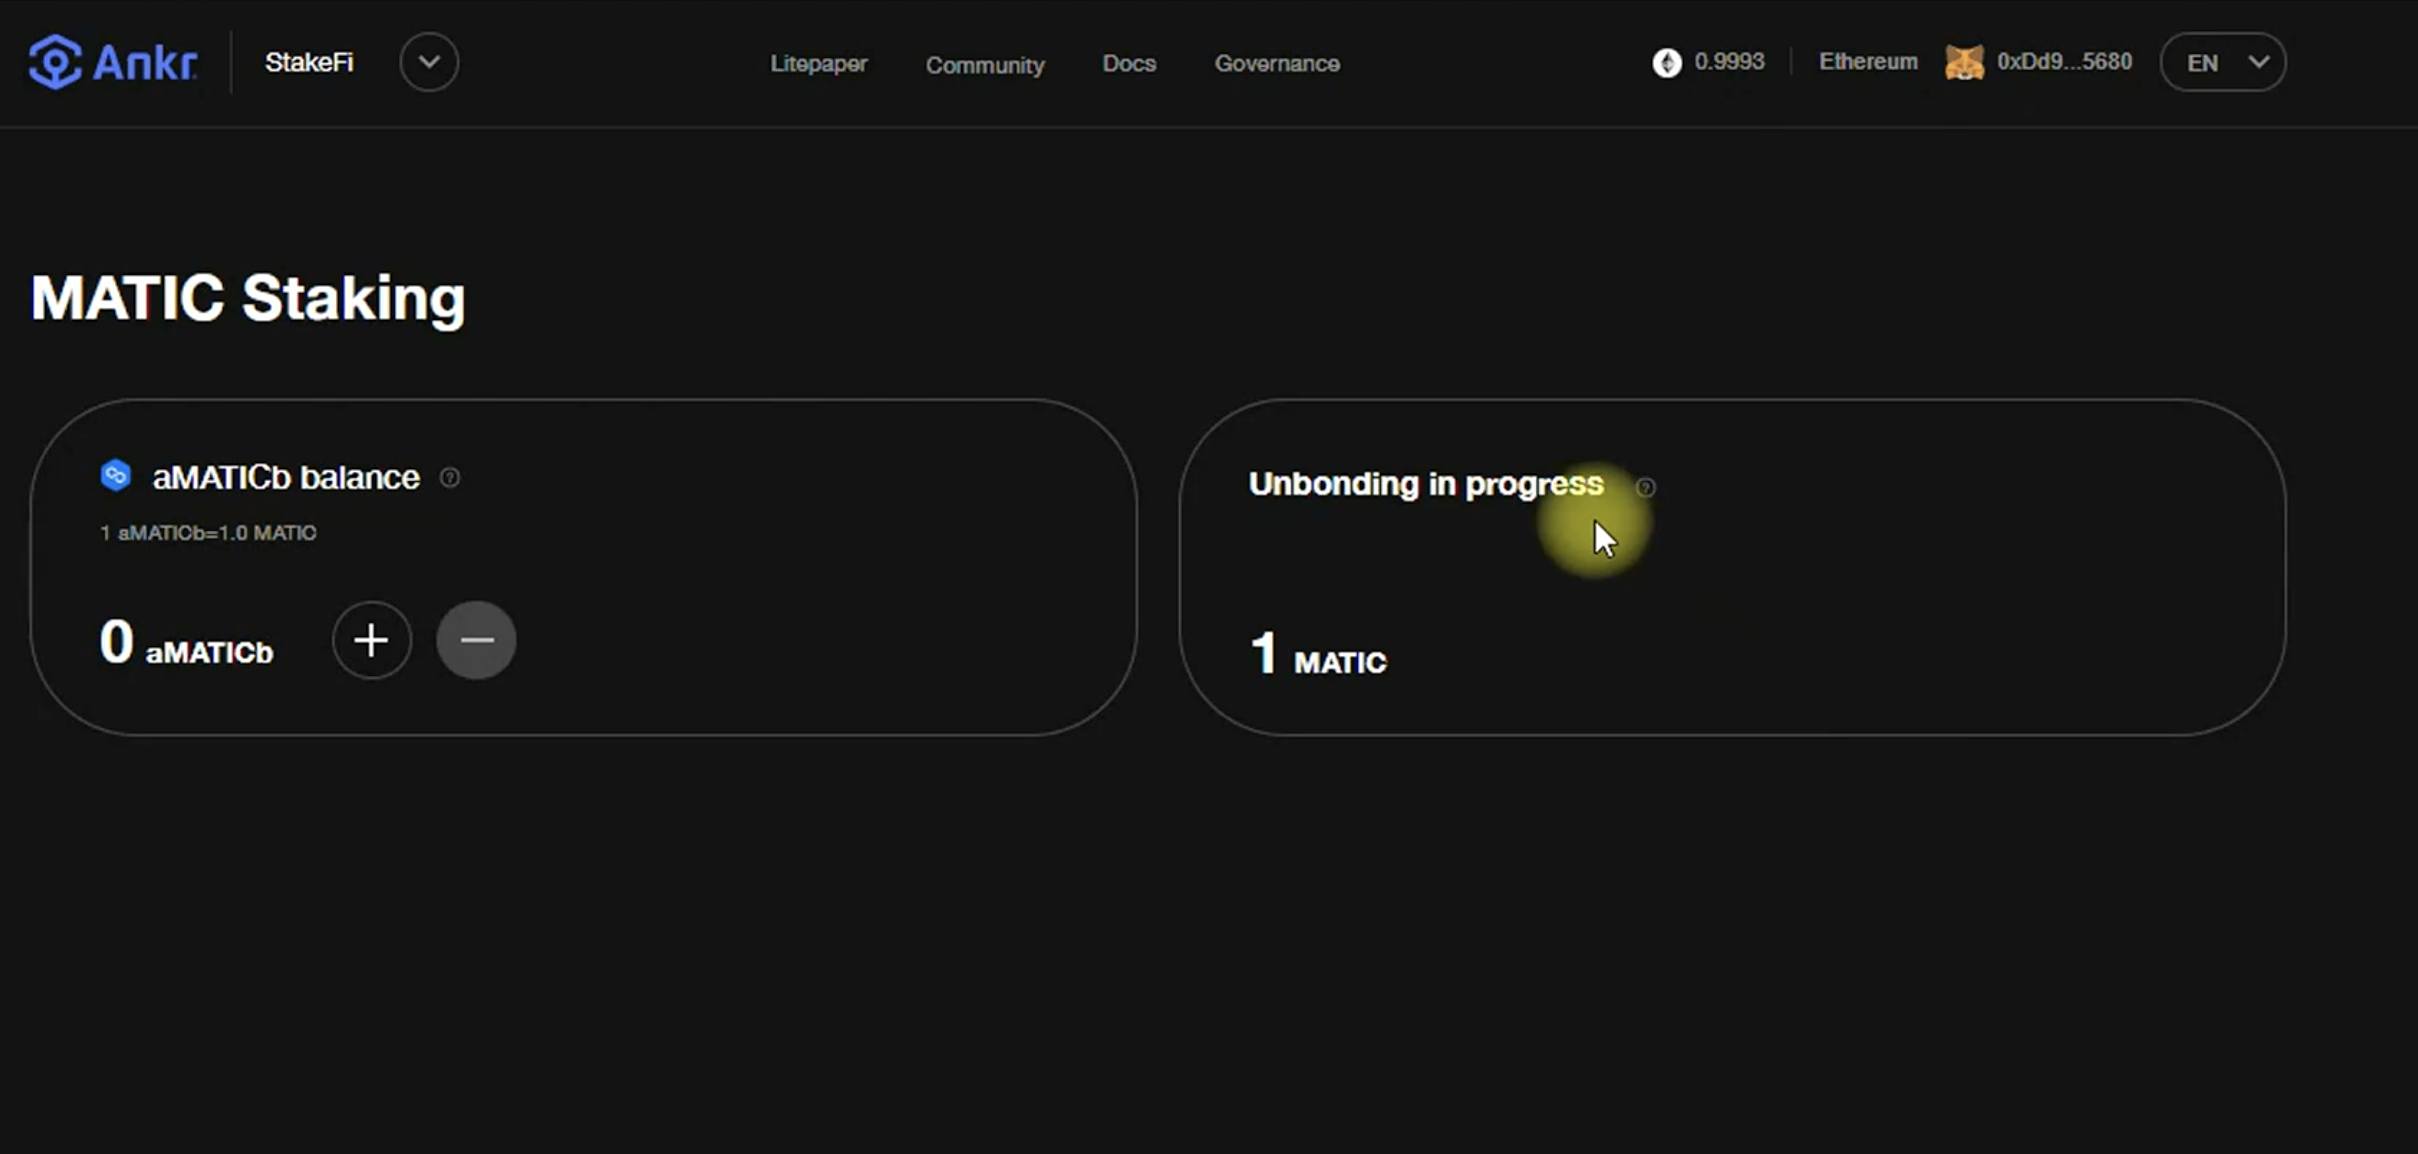 Ankr StakeFi Litepaper Community Docs Governance 0.9993 Ethereum 0xDd9...5680 EN
MATIC Staking
aMATICb balance
1 aMATICb=1.0 MATIC
0 aMATICb
Unbonding in progress
1 MATIC